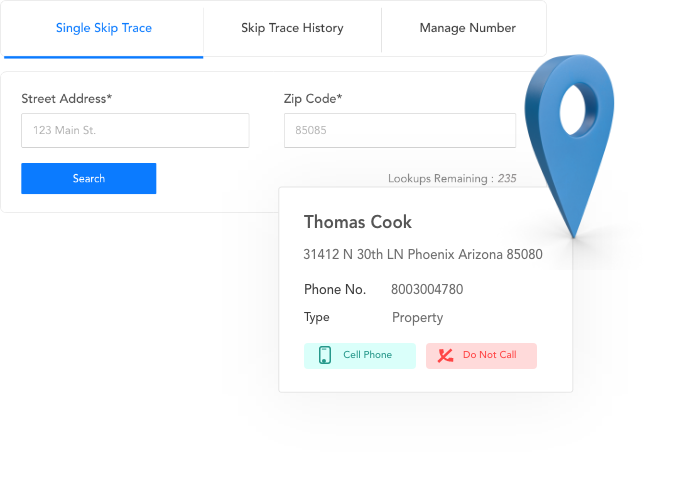 Single Skip Trace
Skip Trace History
Manage Number
Street Address*
Zip Code*
123 Main St.
85085
Search
Lookups Remaining : 235
Thomas Cook
31412 N 30th LN Phoenix Arizona 85080
Phone No. 8003004780
Type Property
Cell Phone
Do Not Call